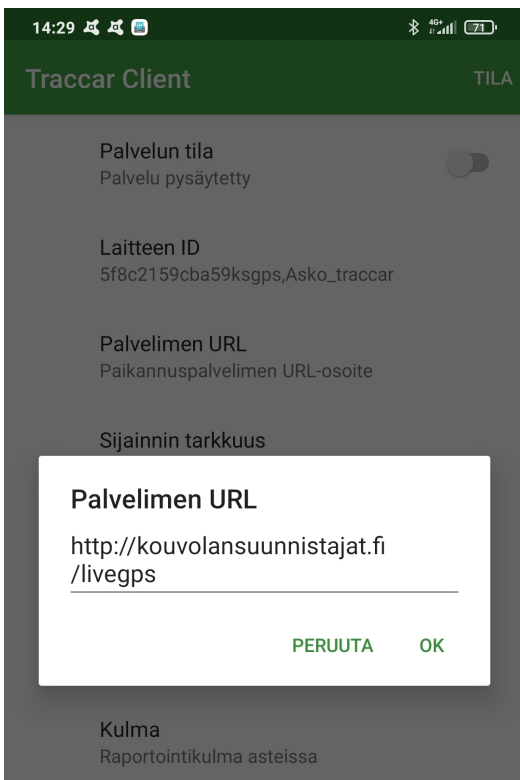 14:29 4G+ 71
Traccar Client TILA
Palvelun tila
Palvelu pysäytetty
Laitteen ID
5f8c2159cba59ksgps,Asko_traccar
Palvelimen URL
Paikannuspalvelimen URL-osoite
Sijainnin tarkkuus
Palvelimen URL
http://kouvolansuunnistajat.fi
/livegps
PERUUTA OK
Kulma
Raportointikulma asteissa